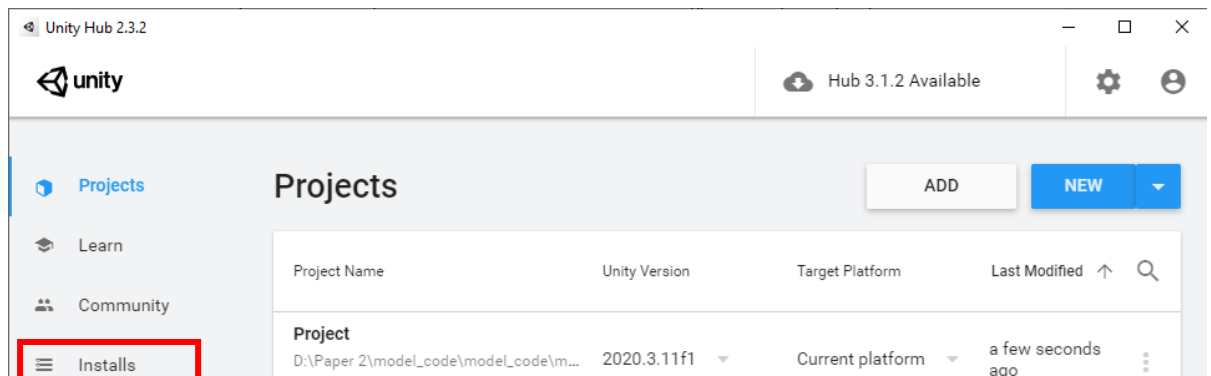 Unity Hub 2.3.2
unity
Hub 3.1.2 Available
Projects
Learn
Community
Installs
Projects
ADD
NEW
Project Name Unity Version Target Platform Last Modified
Project
D:\Paper 2\model_code\model_code\m... 2020.3.11f1 Current platform a few seconds
ago